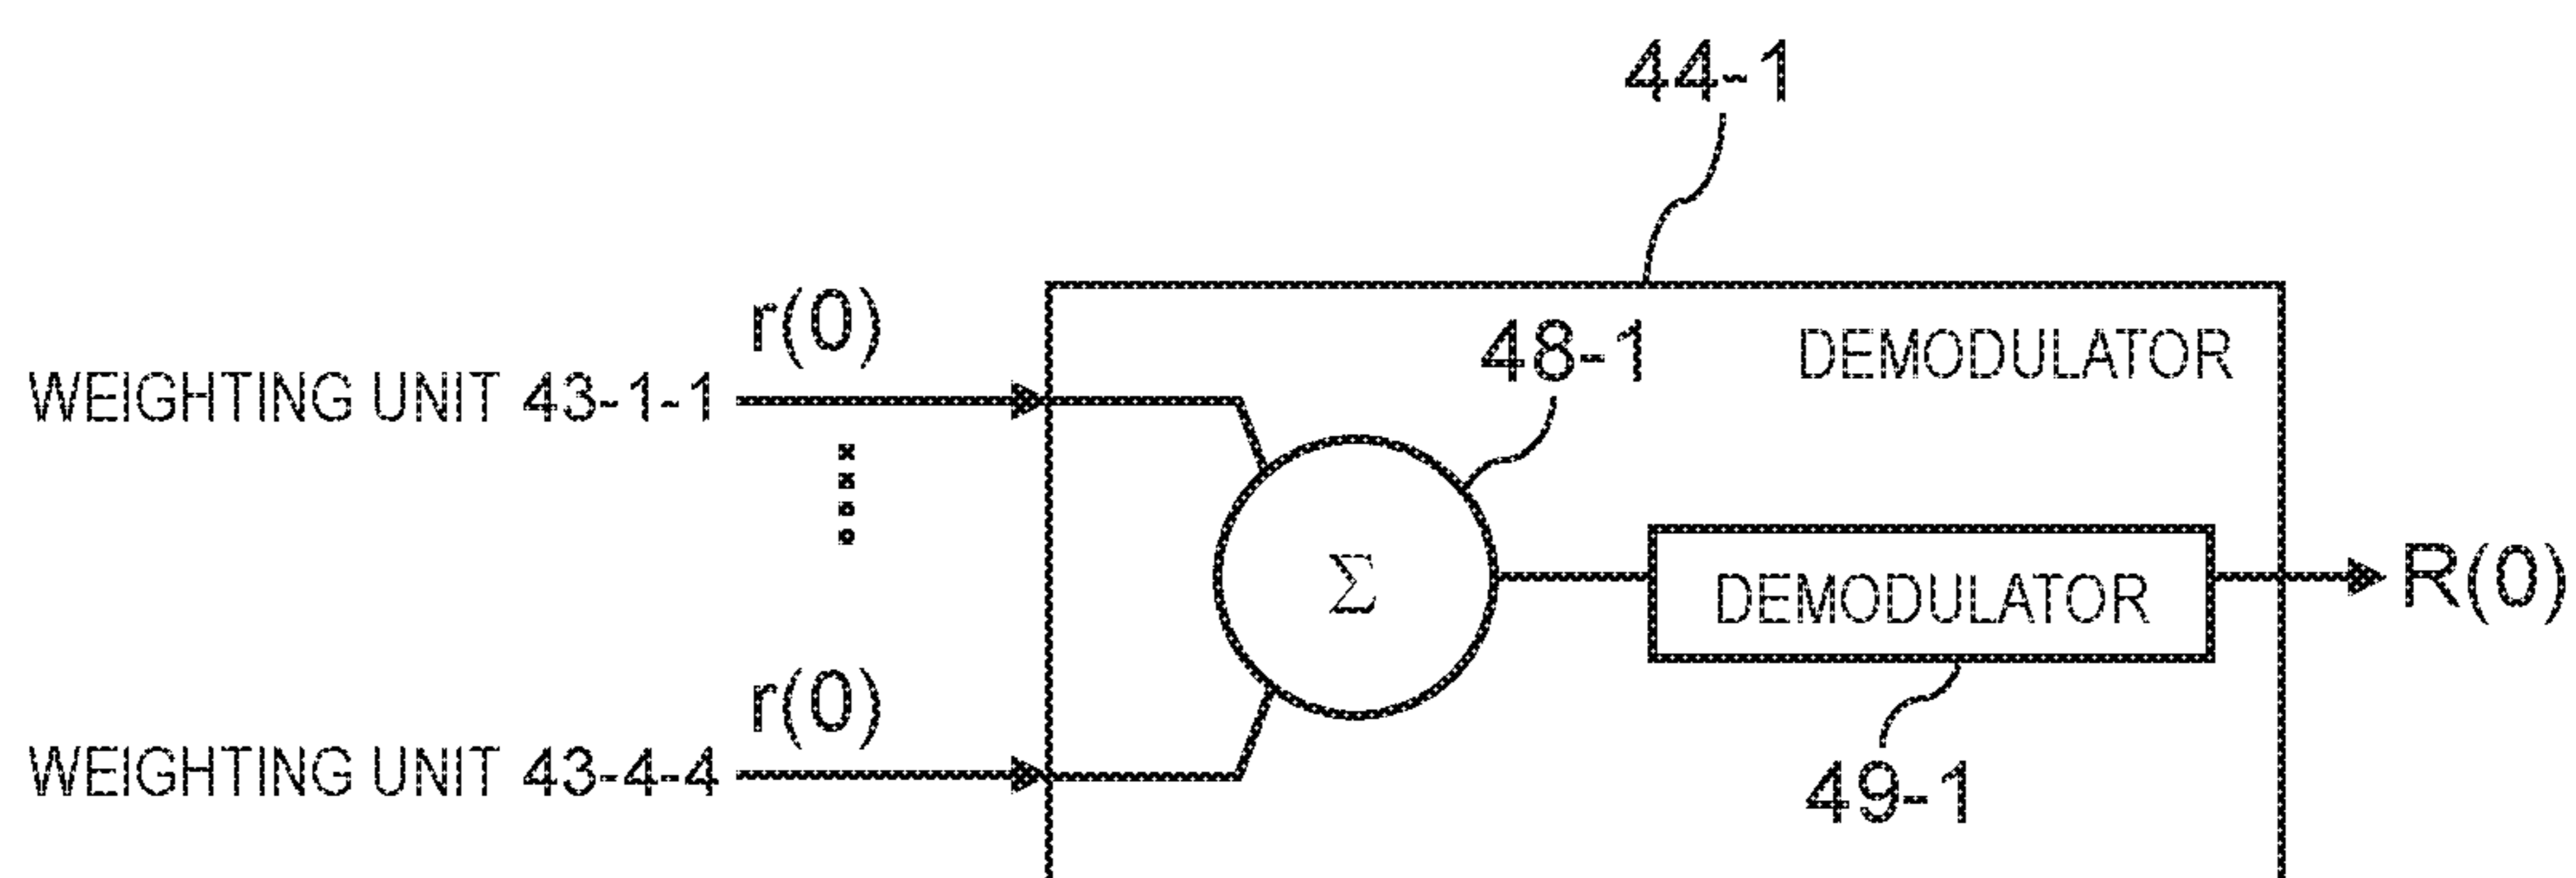 44-1
r(0)
48-1
DEMODULATOR
WEIGHTING UNIT 43-1-1
Σ
DEMODULATOR
R(0)
r(0)
WEIGHTING UNIT 43-4-4
49-1